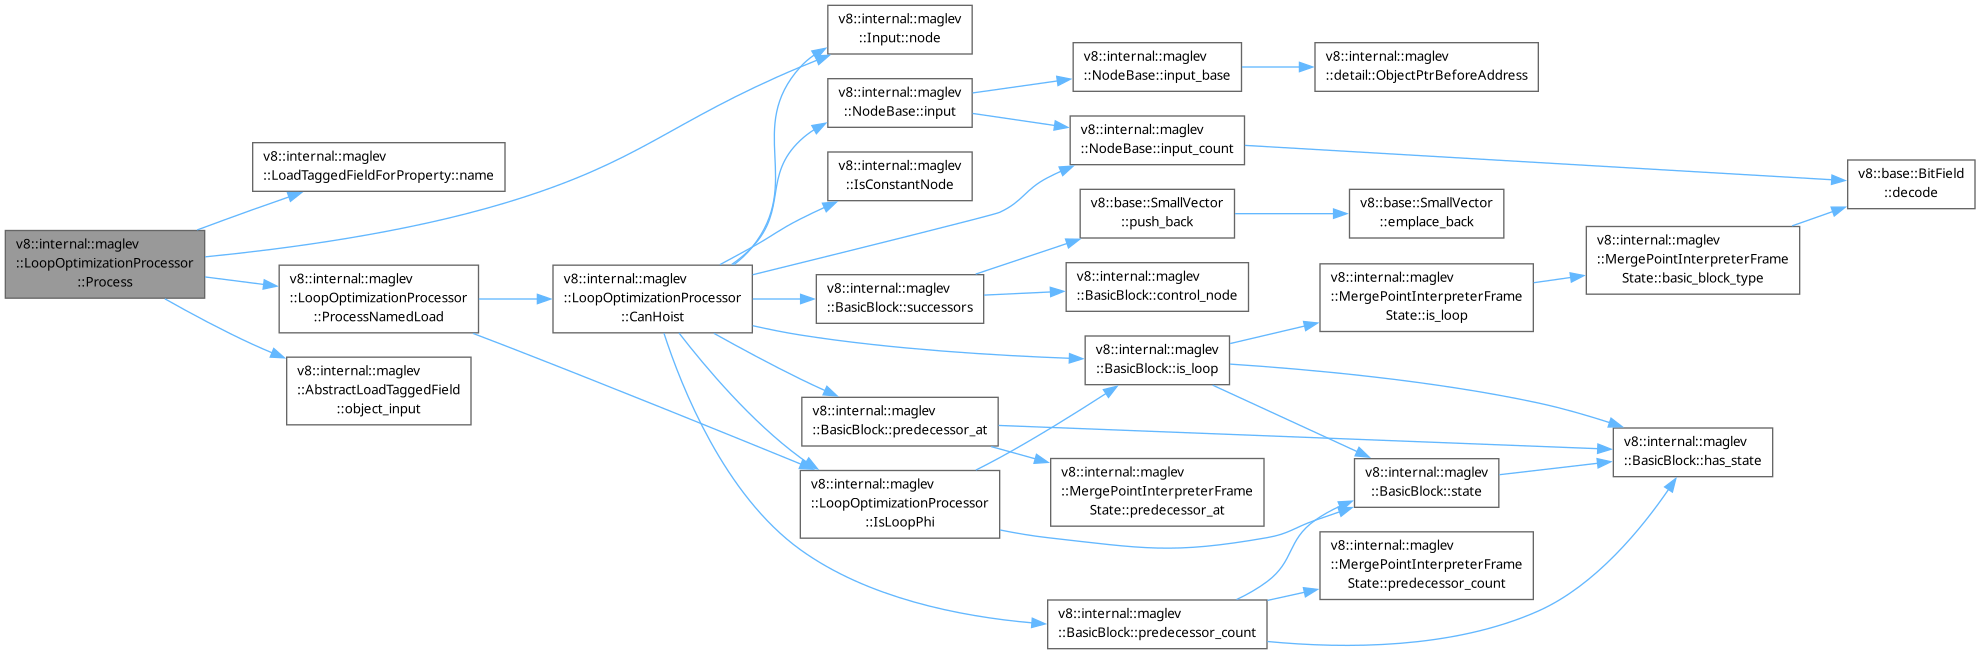 v8::internal::maglev
::LoopOptimizationProcessor
::Process
v8::internal::maglev
::LoadTaggedFieldForProperty::name
v8::internal::maglev
::LoopOptimizationProcessor
::ProcessNamedLoad
v8::internal::maglev
::AbstractLoadTaggedField
::object_input
v8::internal::maglev
::LoopOptimizationProcessor
::CanHoist
v8::internal::maglev
::Input::node
v8::internal::maglev
::NodeBase::input
v8::internal::maglev
::IsConstantNode
v8::internal::maglev
::BasicBlock::successors
v8::internal::maglev
::BasicBlock::predecessor_at
v8::internal::maglev
::LoopOptimizationProcessor
::IsLoopPhi
v8::internal::maglev
::NodeBase::input_base
v8::internal::maglev
::NodeBase::input_count
v8::base::SmallVector
::push_back
v8::internal::maglev
::BasicBlock::control_node
v8::internal::maglev
::BasicBlock::is_loop
v8::internal::maglev
::MergePointInterpreterFrame
State::predecessor_at
v8::internal::maglev
::BasicBlock::predecessor_count
v8::internal::maglev
::detail::ObjectPtrBeforeAddress
v8::base::SmallVector
::emplace_back
v8::internal::maglev
::MergePointInterpreterFrame
State::is_loop
v8::internal::maglev
::BasicBlock::state
v8::internal::maglev
::MergePointInterpreterFrame
State::predecessor_count
v8::internal::maglev
::MergePointInterpreterFrame
State::basic_block_type
v8::internal::maglev
::BasicBlock::has_state
v8::base::BitField
::decode